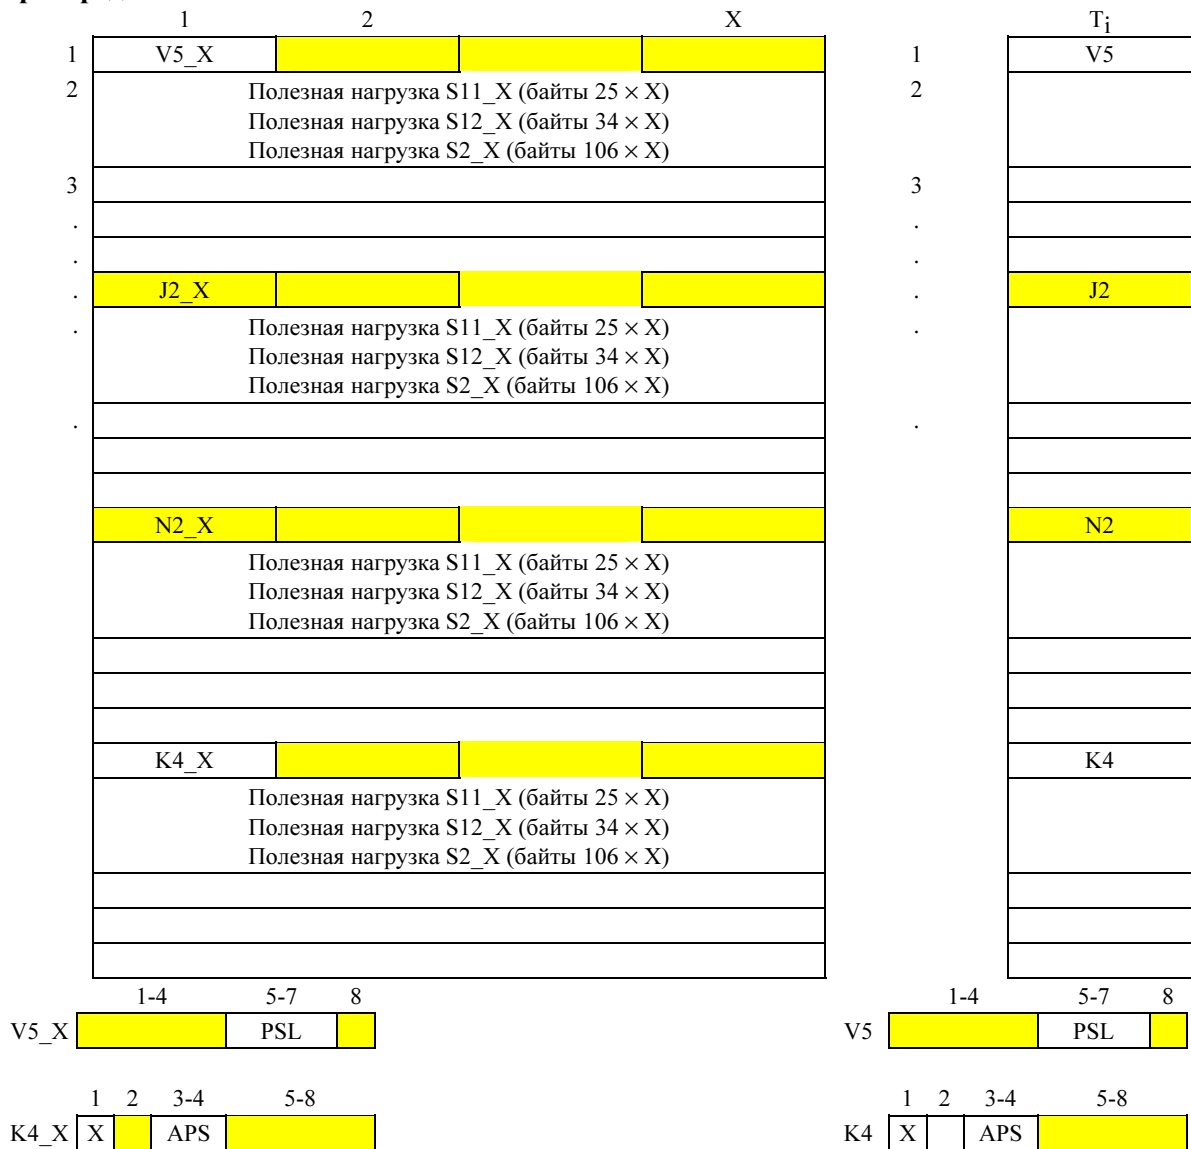 1 2 X Ti
1 V5_X 1 V5
2 Полезная нагрузка S11_X (байты 25 × X) 2
Полезная нагрузка S12_X (байты 34 × X)
Полезная нагрузка S2_X (байты 106 × X)
3 3
. .
. .
. J2_X . J2
. Полезная нагрузка S11_X (байты 25 × X) .
Полезная нагрузка S12_X (байты 34 × X)
Полезная нагрузка S2_X (байты 106 × X)
. .
N2_X N2
Полезная нагрузка S11_X (байты 25 × X)
Полезная нагрузка S12_X (байты 34 × X)
Полезная нагрузка S2_X (байты 106 × X)
K4_X K4
Полезная нагрузка S11_X (байты 25 × X)
Полезная нагрузка S12_X (байты 34 × X)
Полезная нагрузка S2_X (байты 106 × X)
1-4 5-7 8 1-4 5-7 8
V5_X PSL V5 PSL
1 2 3-4 5-8 1 2 3-4 5-8
K4_X X APS K4 X APS